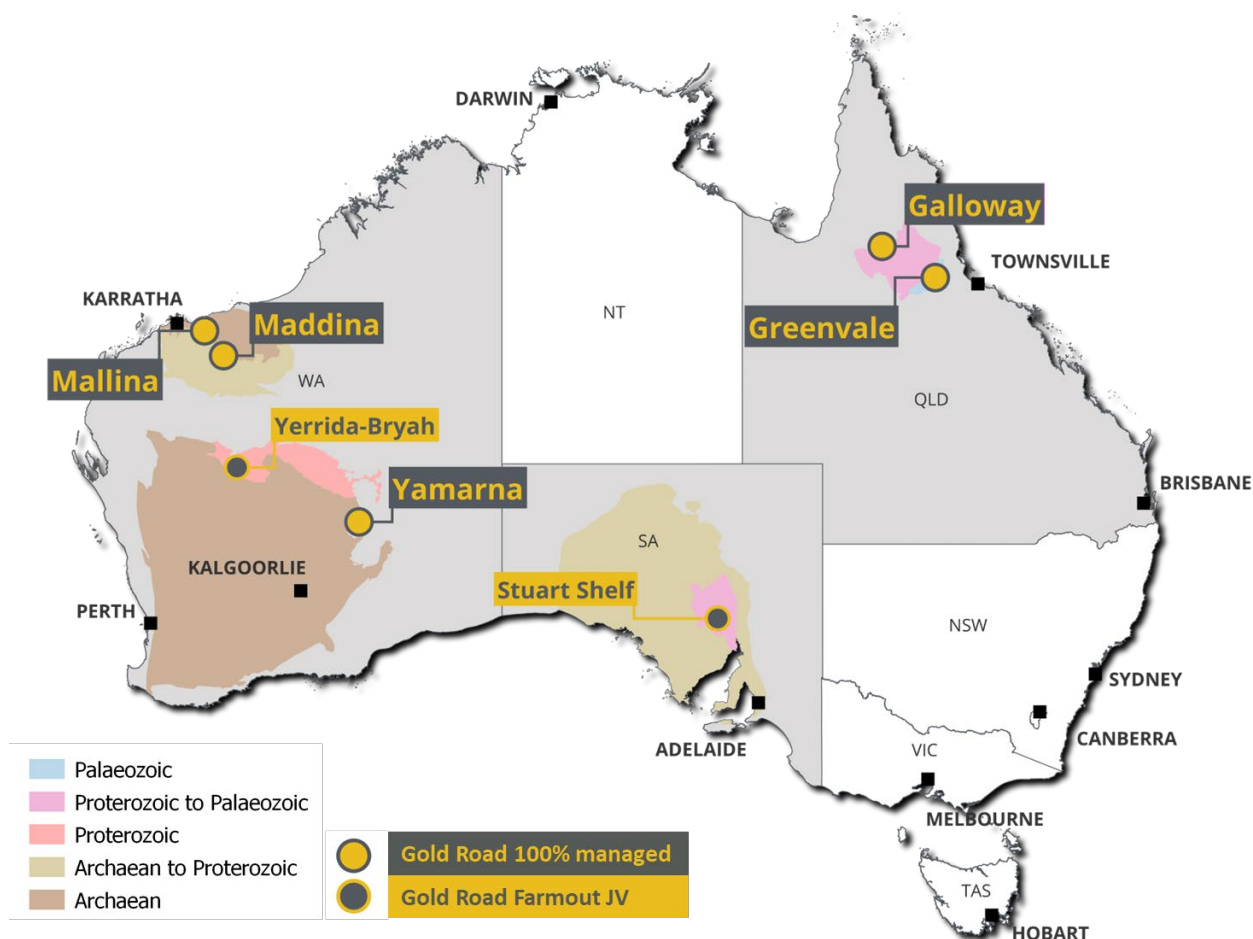 DARWIN
Galloway
TOWNSVILLE
KARRATHA
NT
Maddina
Greenvale
Mallina
WA
QLD
Yerrida-Bryah
Yamarna
BRISBANE
SA
KALGOORLIE
Stuart Shelf
PERTH
NSW
SYDNEY
ADELAIDE
VIC
CANBERRA
MELBOURNE
TAS
HOBART
Palaeozoic
Proterozoic to Palaeozoic
Proterozoic
Archaean to Proterozoic
Archaean
Gold Road 100% managed
Gold Road Farmout JV